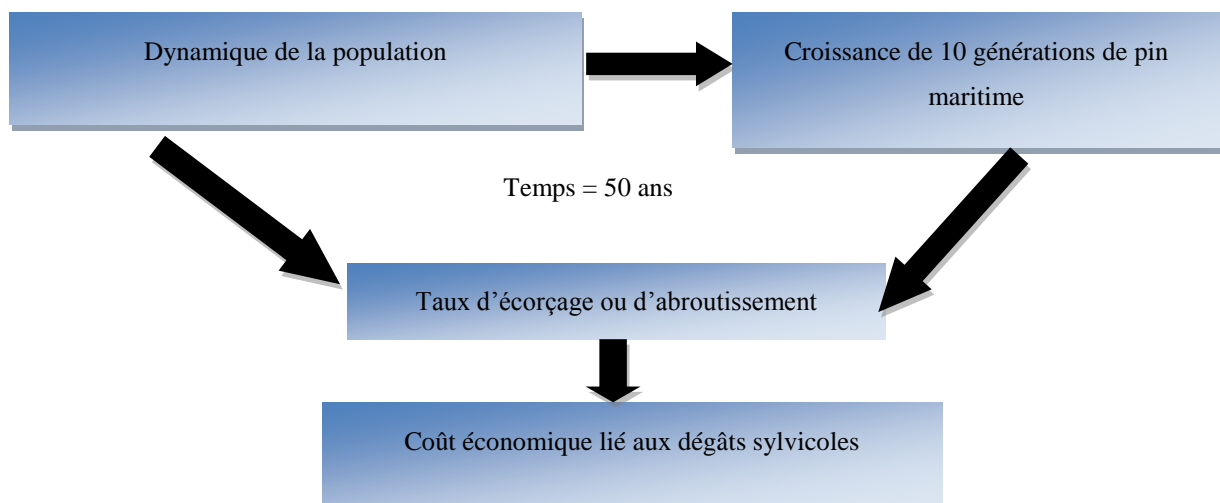 Dynamique de la population
Croissance de 10 générations de pin
maritime
Temps = 50 ans
Taux d’écorçage ou d’abroutissement
Coût économique lié aux dégâts sylvicoles